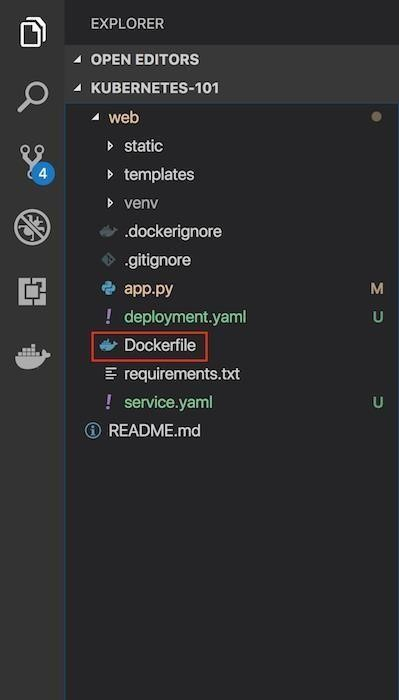 EXPLORER
OPEN EDITORS
KUBERNETES-101
web
static
templates
4
venv
.dockerignore
.gitignore
app.py M
deployment.yaml U
Dockerfile
requirements.txt
service.yaml U
README.md